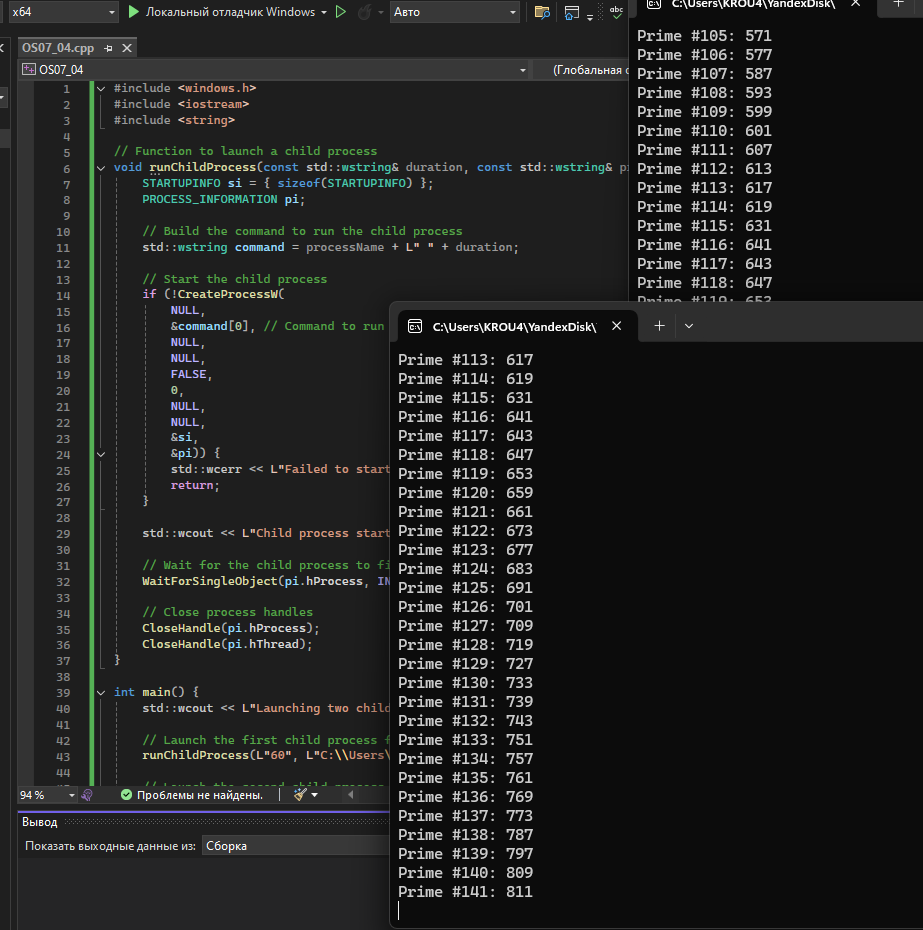 x64
Локальный отладчик Windows
Авто
OS07_04.cpp
OS07_04
(Глобальная
1 #include <windows.h>
2 #include <iostream>
3 #include <string>
4
5 // Function to launch a child process
6 void runChildProcess(const std::wstring& duration, const std::wstring&
7 STARTUPINFO si = { sizeof(STARTUPINFO) };
8 PROCESS_INFORMATION pi;
9
10 // Build the command to run the child process
11 std::wstring command = processName + L" " + duration;
12
13 // Start the child process
14 if (!CreateProcessW(
15 NULL,
16 &command[0], // Command to run
17 NULL,
18 NULL,
19 FALSE,
20 0,
21 NULL,
22 NULL,
23 &si,
24 &pi)) {
25 std::wcerr << L"Failed to start
26 return;
27 }
28
29 std::wcout << L"Child process start
30
31 // Wait for the child process to fi
32 WaitForSingleObject(pi.hProcess, IN
33
34 // Close process handles
35 CloseHandle(pi.hProcess);
36 CloseHandle(pi.hThread);
37 }
38
39 int main() {
40 std::wcout << L"Launching two child
41
42 // Launch the first child process f
43 runChildProcess(L"60", L"C:\\Users\
44
94 %
Проблемы не найдены.
Вывод
Показать выходные данные из:
Сборка
C:\Users\KROU4\YandexDisk\
Prime #105: 571
Prime #106: 577
Prime #107: 587
Prime #108: 593
Prime #109: 599
Prime #110: 601
Prime #111: 607
Prime #112: 613
Prime #113: 617
Prime #114: 619
Prime #115: 631
Prime #116: 641
Prime #117: 643
Prime #118: 647
Prime #119: 653
C:\Users\KROU4\YandexDisk\
Prime #113: 617
Prime #114: 619
Prime #115: 631
Prime #116: 641
Prime #117: 643
Prime #118: 647
Prime #119: 653
Prime #120: 659
Prime #121: 661
Prime #122: 673
Prime #123: 677
Prime #124: 683
Prime #125: 691
Prime #126: 701
Prime #127: 709
Prime #128: 719
Prime #129: 727
Prime #130: 733
Prime #131: 739
Prime #132: 743
Prime #133: 751
Prime #134: 757
Prime #135: 761
Prime #136: 769
Prime #137: 773
Prime #138: 787
Prime #139: 797
Prime #140: 809
Prime #141: 811